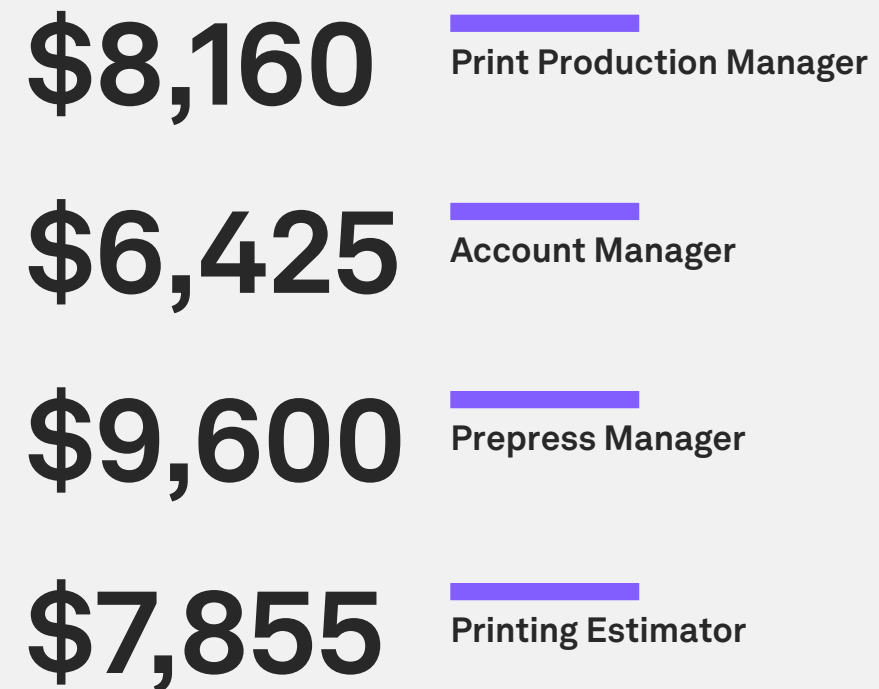 $8,160
Print Production Manager
$6,425
Account Manager
$9,600
Prepress Manager
$7,855
Printing Estimator